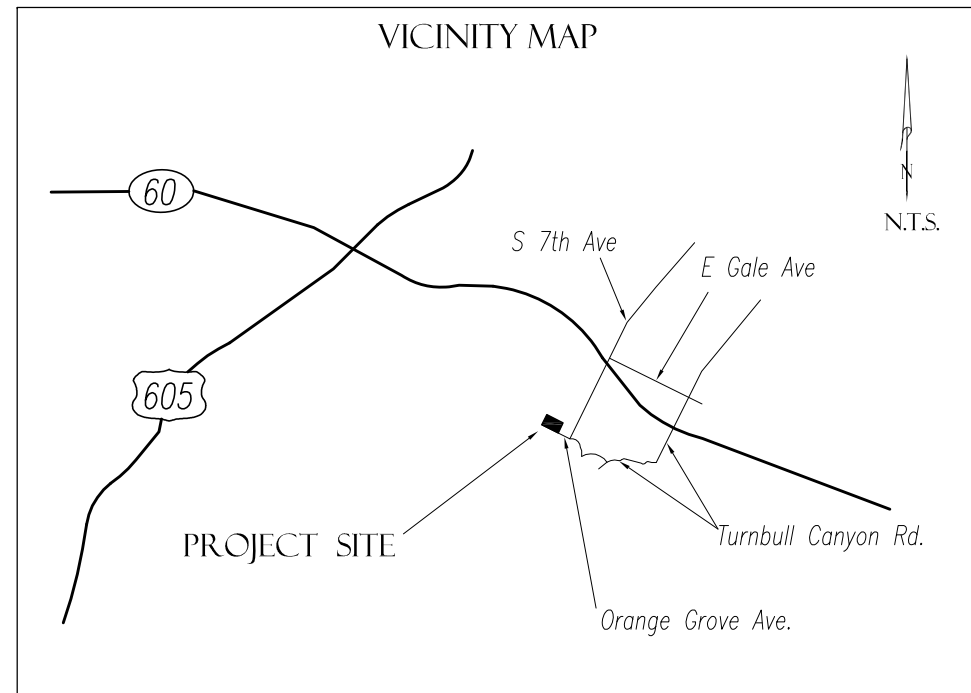 VICINITY MAP
60
N
N.T.S.
S 7th Ave
E Gale Ave
605
PROJECT SITE
Turnbull Canyon Rd.
Orange Grove Ave.